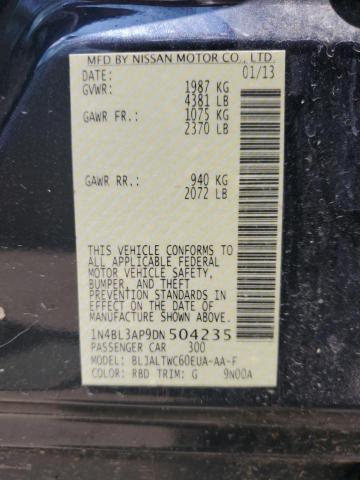 MFD BY NISSAN MOTOR CO., LTD.
DATE: 01/13
GVWR: 1987 KG
4381 LB
GAWR FR.: 1075 KG
2370 LB
GAWR RR.: 940 KG
2072 LB
THIS VEHICLE CONFORMS TO
ALL APPLICABLE FEDERAL
MOTOR VEHICLE SAFETY,
BUMPER, AND THEFT
PREVENTION STANDARDS IN
EFFECT ON THE DATE OF
MANUFACTURE SHOWN ABOVE.
1N4BL3AP9DN504235
PASSENGER CAR 300
MODEL: BLJALTWC60EUA-AA-F
COLOR: RBD TRIM: G 9N00A